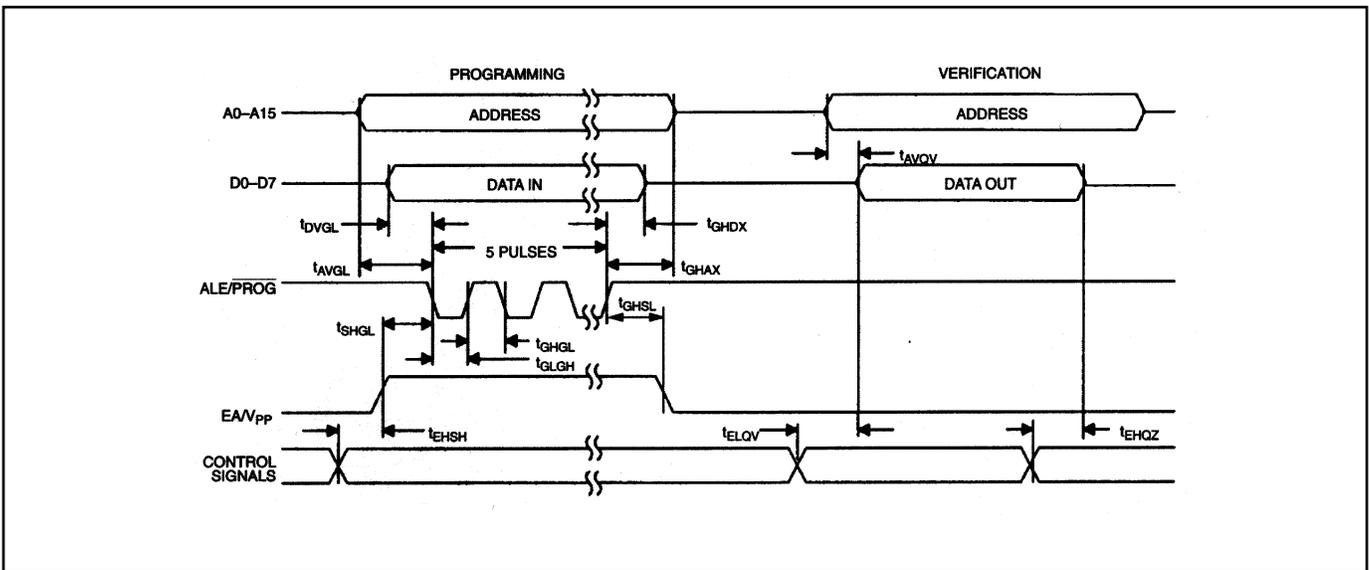 PROGRAMMING VERIFICATION
A0–A15 ADDRESS ADDRESS
tAVQV
D0–D7 DATA IN DATA OUT
tDVGL tGHDX
5 PULSES
tAVGL tGHAX
ALE/PROG
tGHSL
tSHGL
tGHGL
tGLGH
EA/VPP
tEHSH tELQV tEHQZ
CONTROL
SIGNALS